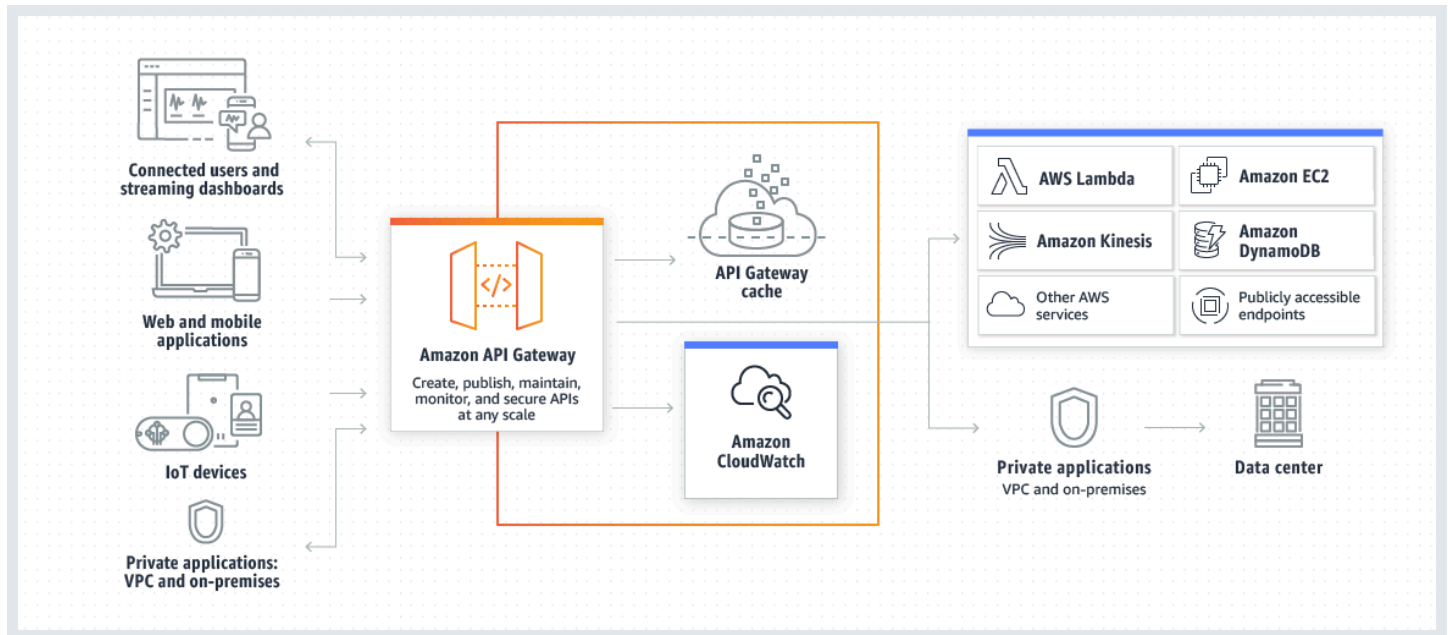 Connected users and
streaming dashboards
Web and mobile
applications
IoT devices
Private applications:
VPC and on-premises
</>
Amazon API Gateway
Create, publish, maintain,
monitor, and secure APIs
at any scale
API Gateway
cache
Amazon
CloudWatch
AWS Lambda
Amazon EC2
Amazon Kinesis
Amazon
DynamoDB
Other AWS
services
Publicly accessible
endpoints
Private applications
VPC and on-premises
Data center